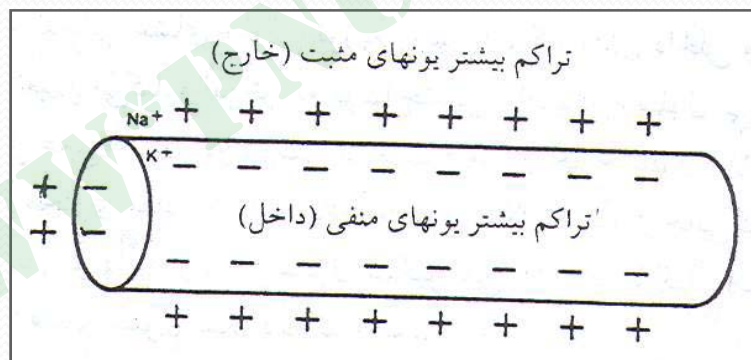 تراکم بیشتر یونهای مثبت (خارج)
Na+
K+
تراکم بیشتر یونهای منفی (داخل)